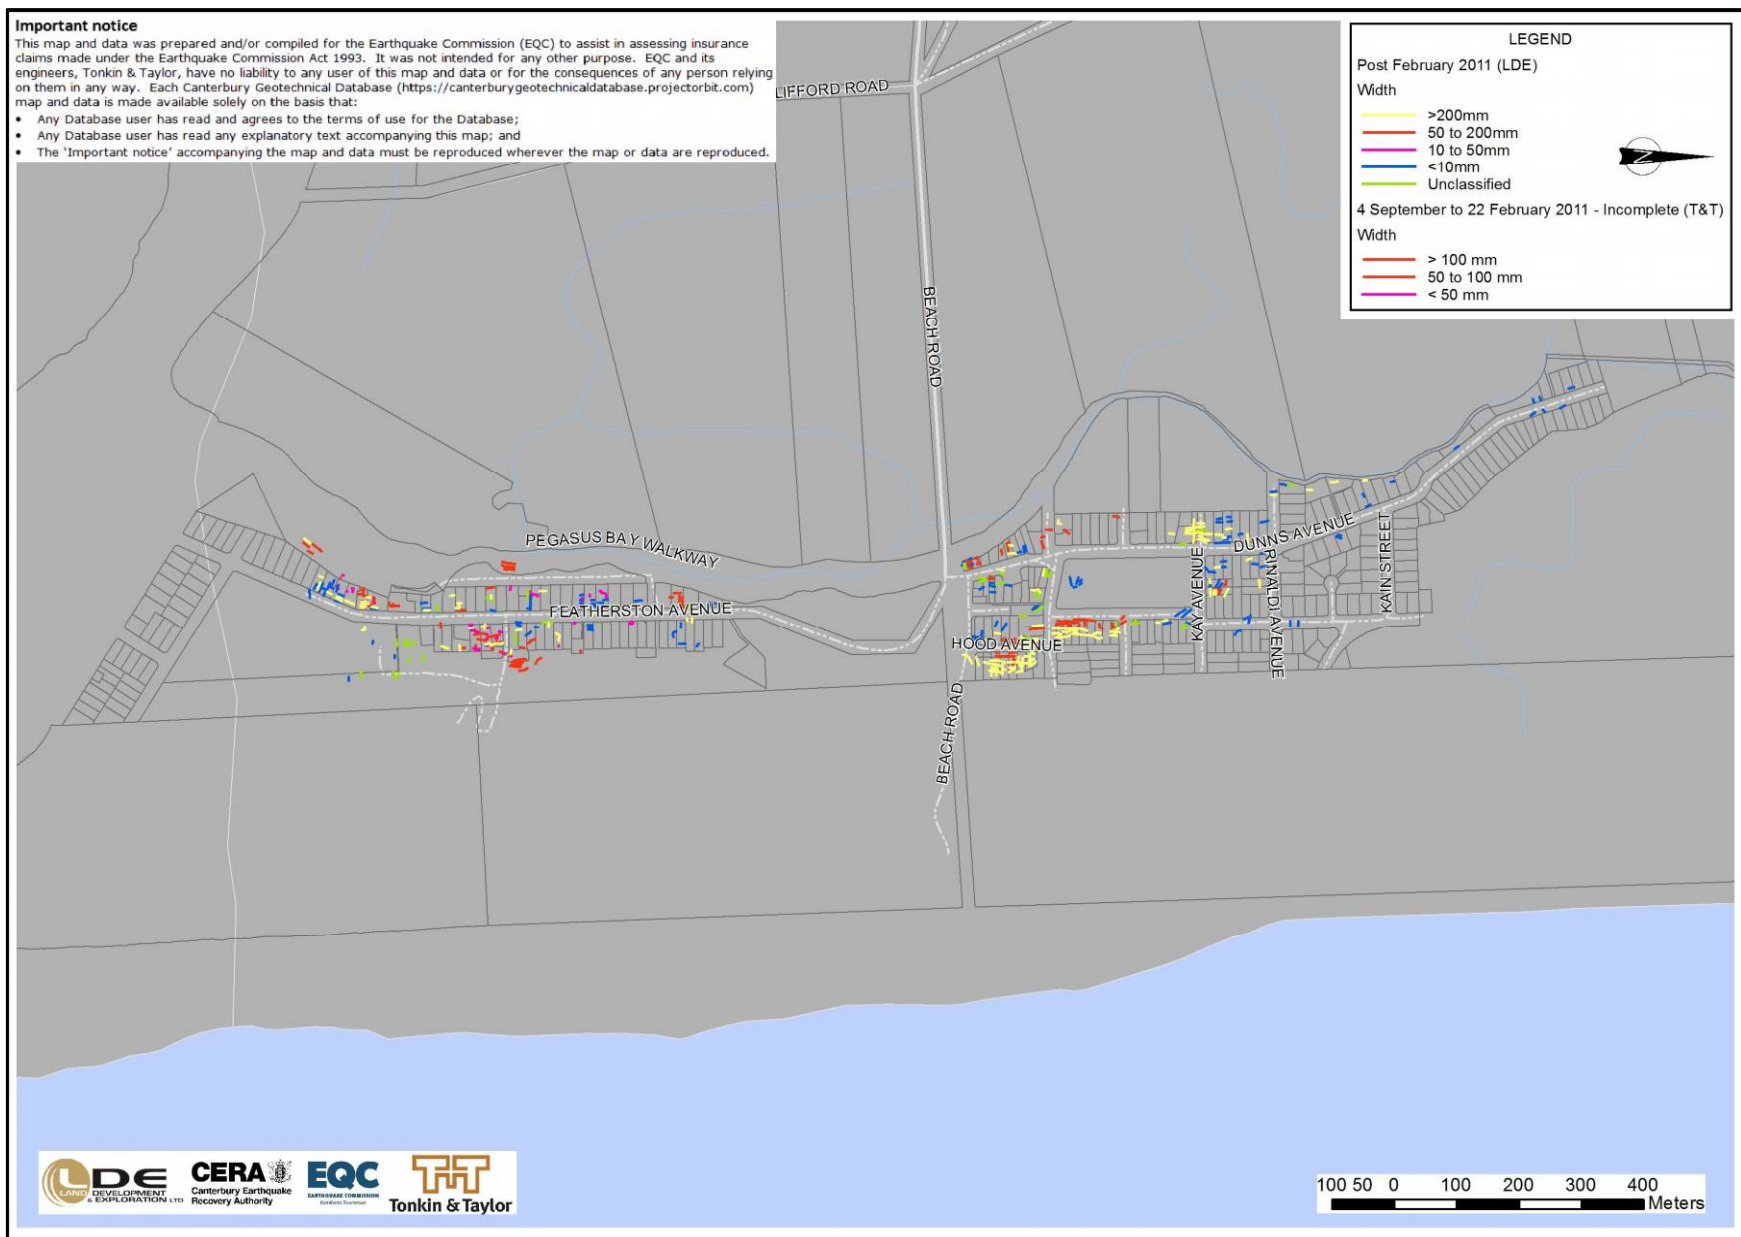 Important notice
This map and data was prepared and/or compiled for the Earthquake Commission (EQC) to assist in assessing insurance
claims made under the Earthquake Commission Act 1993. It was not intended for any other purpose. EQC and its
engineers, Tonkin & Taylor, have no liability to any user of this map and data or for the consequences of any person relying
on them in any way. Each Canterbury Geotechnical Database (https://canterburygeotechnicaldatabase.projectorbit.com)
map and data is made available solely on the basis that:
• Any Database user has read and agrees to the terms of use for the Database;
• Any Database user has read any explanatory text accompanying this map; and
• The 'Important notice' accompanying the map and data must be reproduced wherever the map or data are reproduced.
LEGEND
Post February 2011 (LDE)
Width
>200mm
50 to 200mm
10 to 50mm
<10mm
Unclassified
4 September to 22 February 2011 - Incomplete (T&T)
Width
> 100 mm
50 to 100 mm
< 50 mm
Z
LIFFORD ROAD
BEACH ROAD
PEGASUS BAY WALKWAY
FEATHERSTON AVENUE
DUNNS AVENUE
KAY AVENUE
RINALDI AVENUE
KAIN STREET
HOOD AVENUE
BEACH ROAD
LDE
LAND DEVELOPMENT
& EXPLORATION LTD
CERA
Canterbury Earthquake
Recovery Authority
EQC
EARTHQUAKE COMMISSION
T+T
Tonkin & Taylor
100 50 0 100 200 300 400
Meters